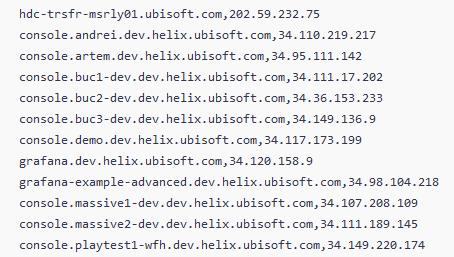 hdc-trsfr-msrly01.ubisoft.com,202.59.232.75
console.andrei.dev.helix.ubisoft.com,34.110.219.217
console.artem.dev.helix.ubisoft.com,34.95.111.142
console.buc1-dev.dev.helix.ubisoft.com,34.111.17.202
console.buc2-dev.dev.helix.ubisoft.com,34.36.153.233
console.buc3-dev.dev.helix.ubisoft.com,34.149.136.9
console.demo.dev.helix.ubisoft.com,34.117.173.199
grafana.dev.helix.ubisoft.com,34.120.158.9
grafana-example-advanced.dev.helix.ubisoft.com,34.98.104.218
console.massive1-dev.dev.helix.ubisoft.com,34.107.208.109
console.massive2-dev.dev.helix.ubisoft.com,34.111.189.145
console.playtest1-wfh.dev.helix.ubisoft.com,34.149.220.174